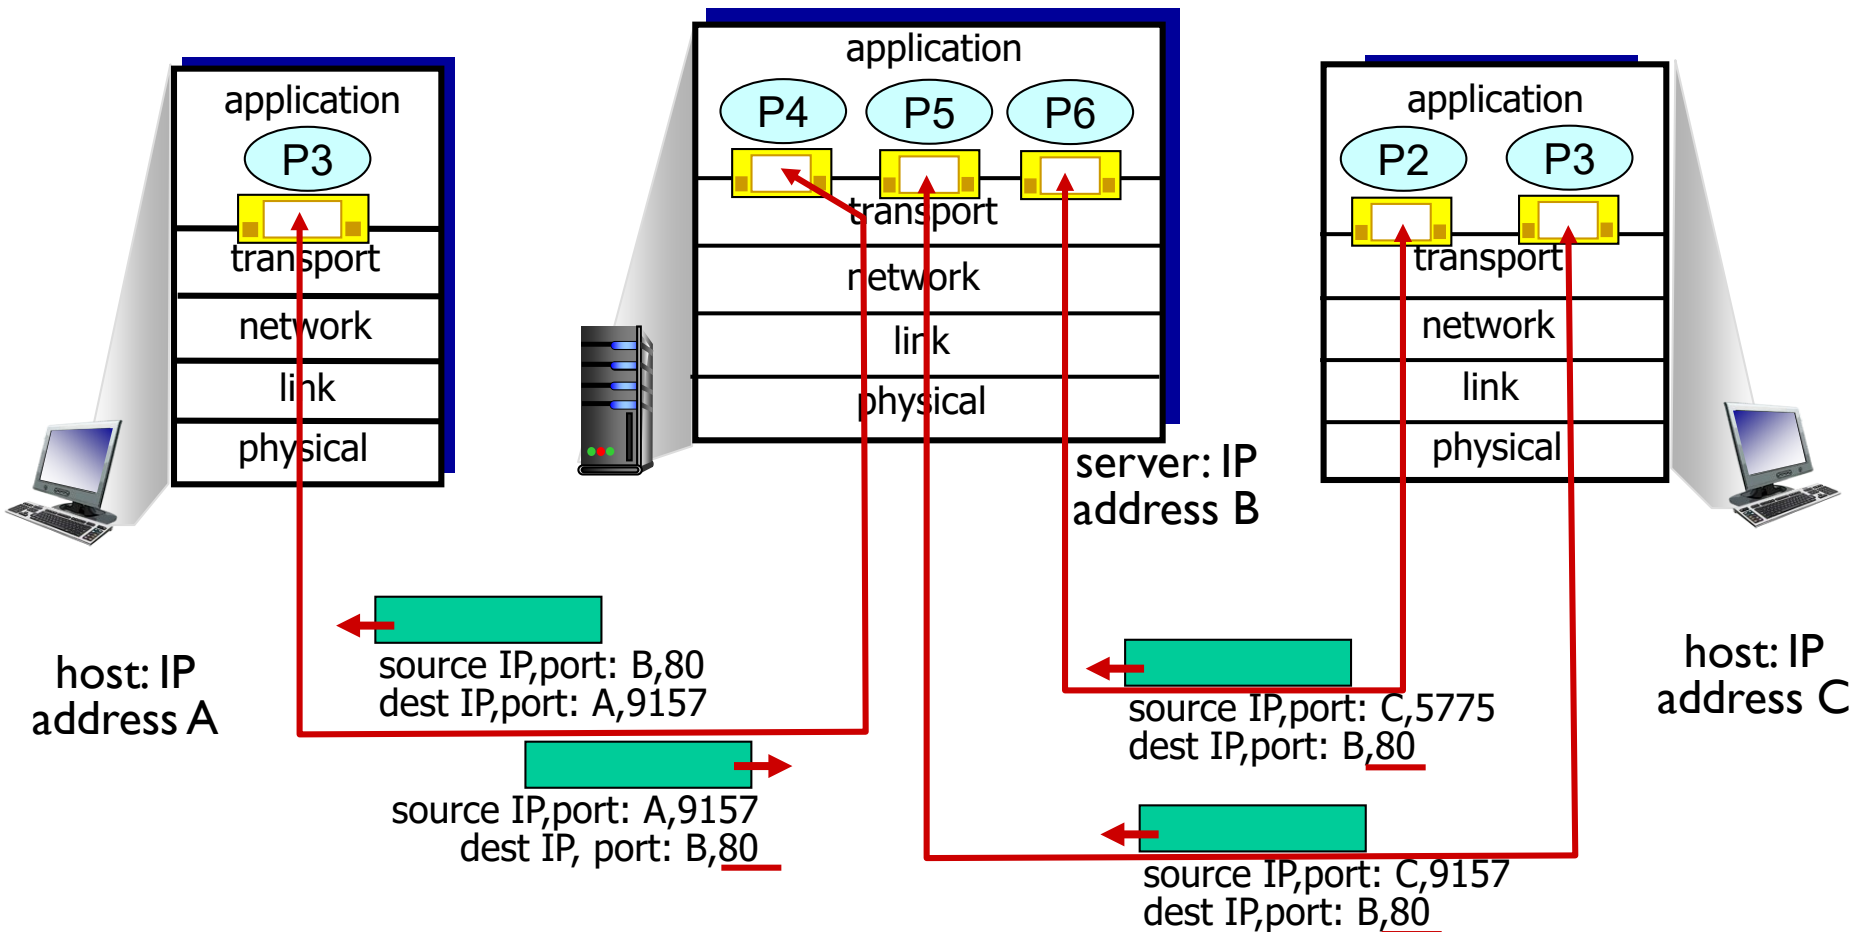 application
P3
transport
network
link
physical
host: IP
address A
application
P4
P5
P6
transport
network
link
physical
server: IP
address B
application
P2
P3
transport
network
link
physical
host: IP
address C
source IP,port: B,80
dest IP,port: A,9157
source IP,port: A,9157
dest IP, port: B,80
source IP,port: C,5775
dest IP,port: B,80
source IP,port: C,9157
dest IP,port: B,80